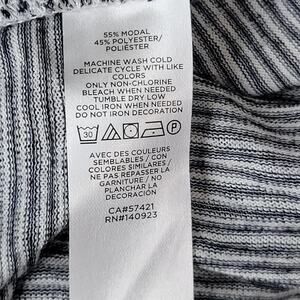 55% MODAL
45% POLYESTER/
POLIÉSTER
MACHINE WASH COLD
DELICATE CYCLE WITH LIKE
COLORS
ONLY NON-CHLORINE
BLEACH WHEN NEEDED
TUMBLE DRY LOW
COOL IRON IF NEEDED
DO NOT IRON DECORATION
30 P
AVEC DES COULEURS
SEMBLABLES / CON
COLORES SIMILARES /
NE PAS REPASSER LA
GARNITURE / NO
PLANCHAR LA
DECORACIÓN
CA#57421
RN#140923